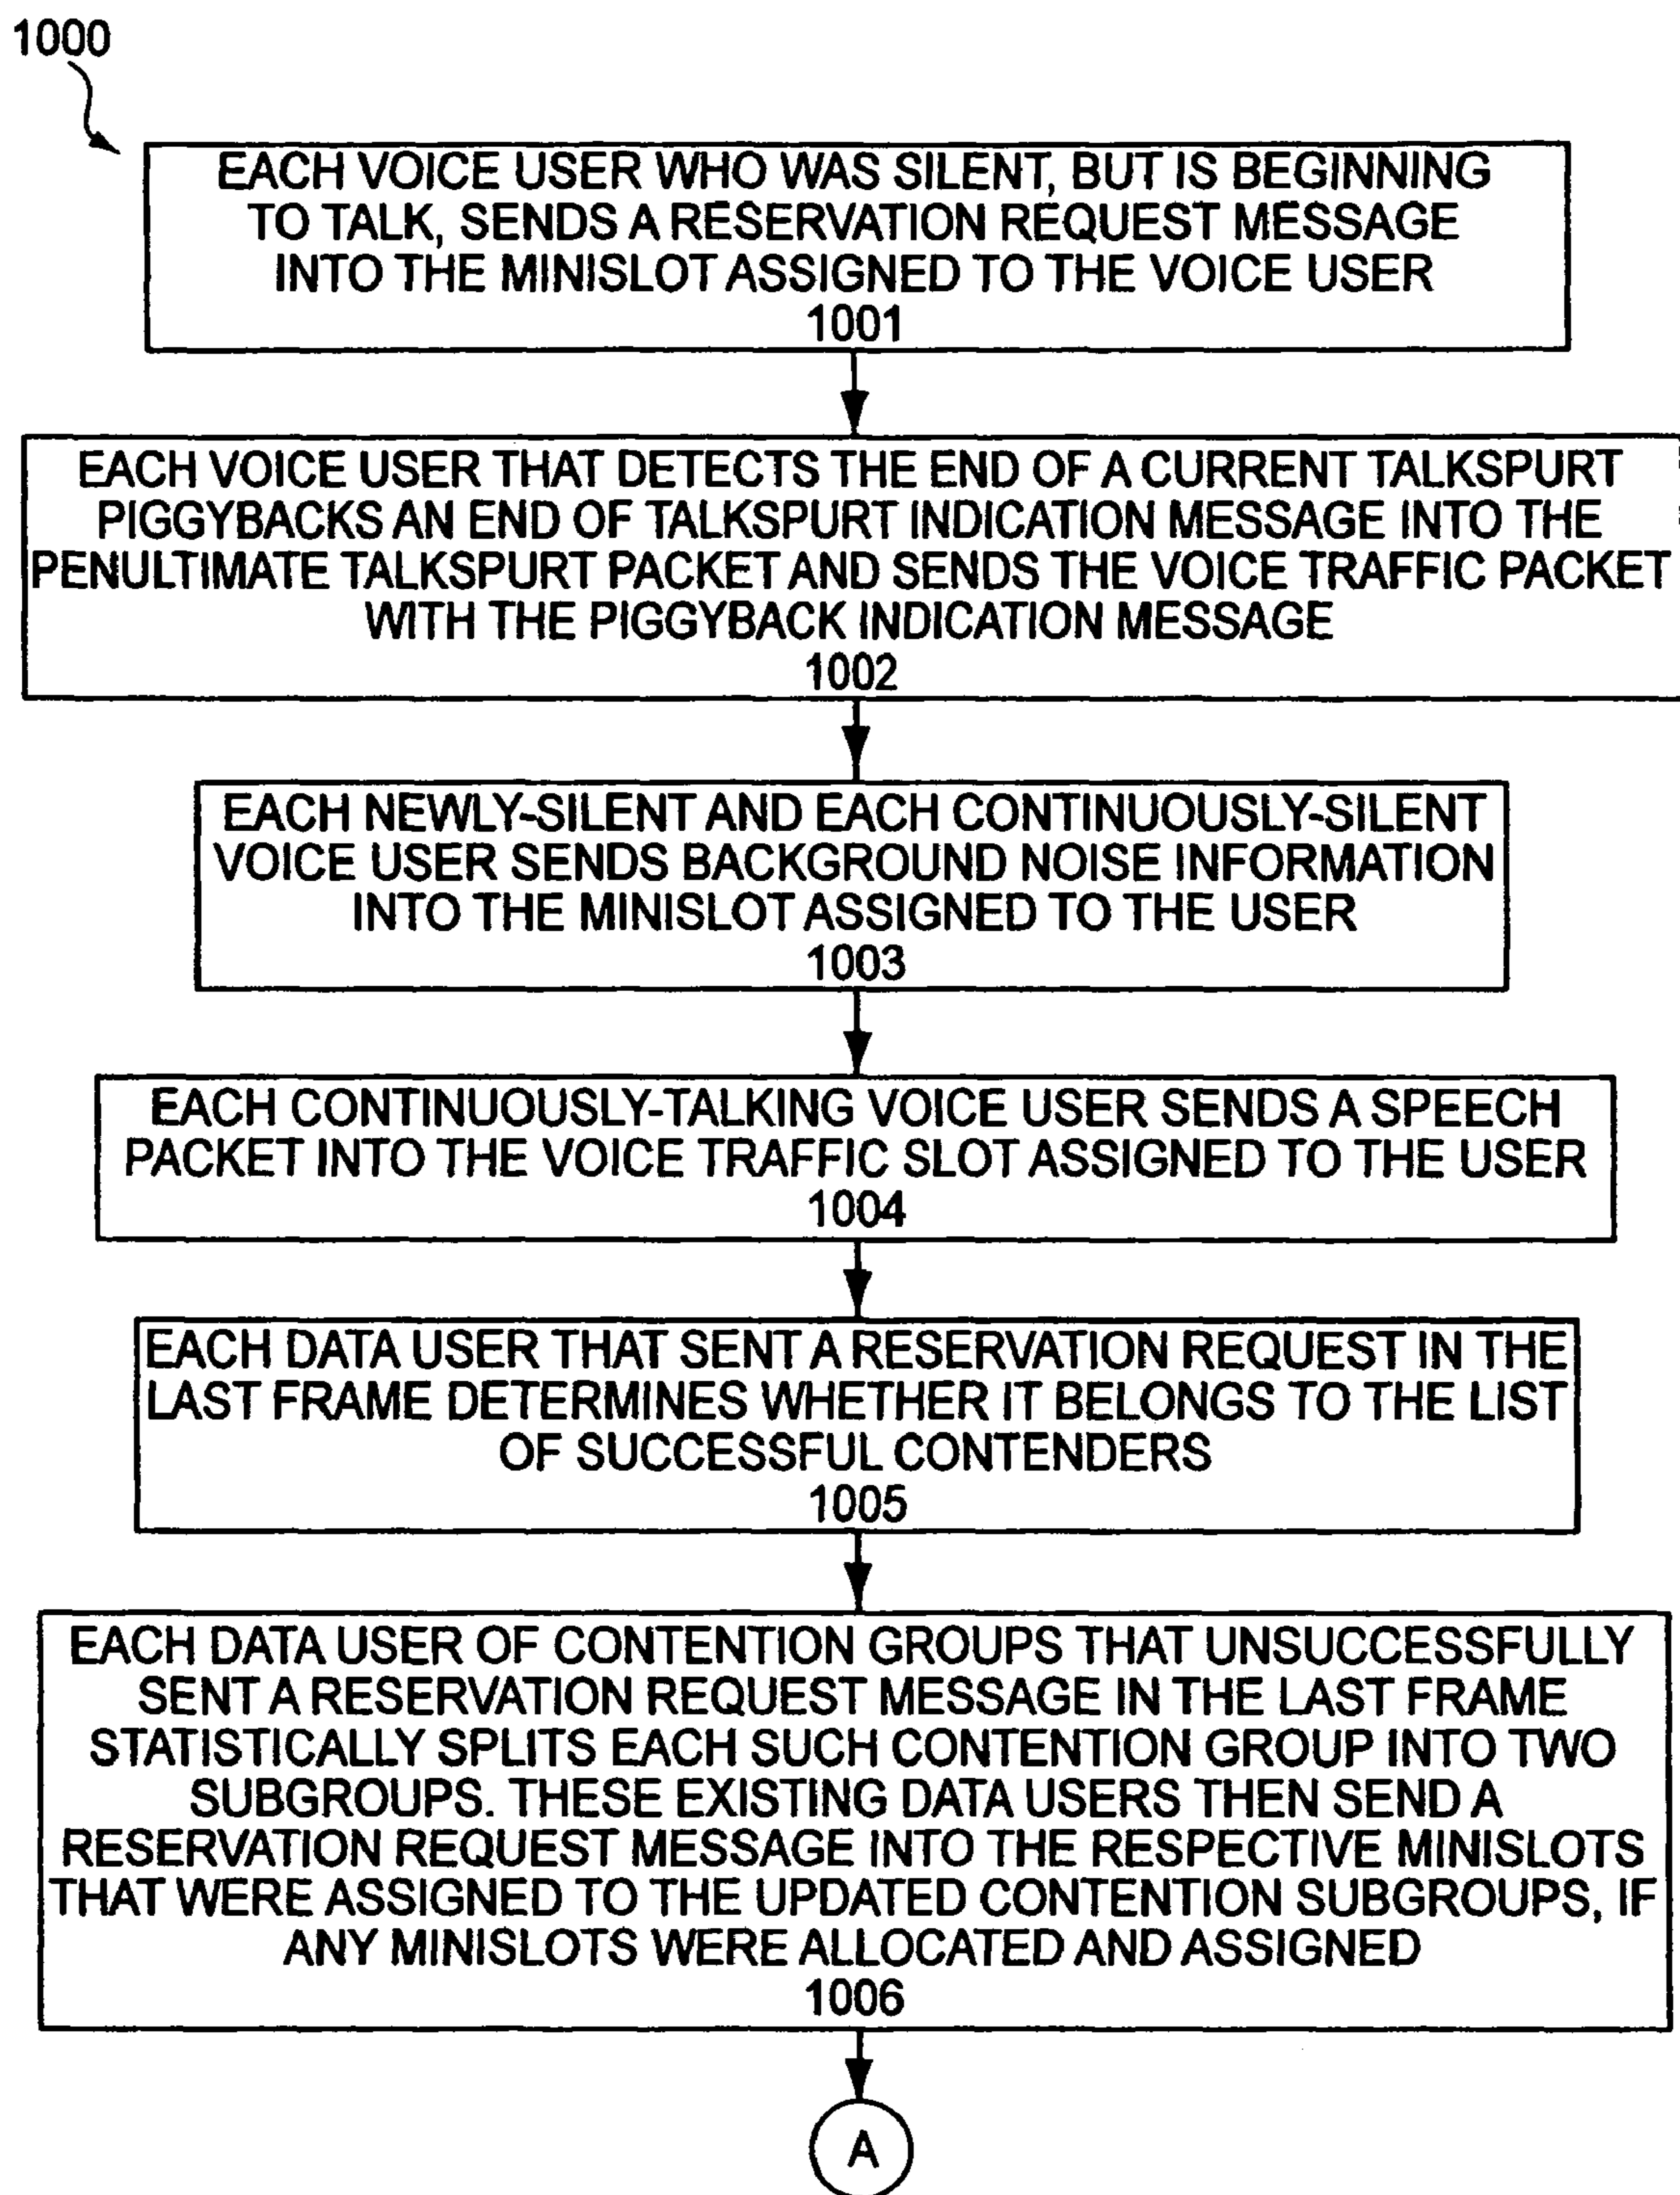 1000
EACH VOICE USER WHO WAS SILENT, BUT IS BEGINNING
TO TALK, SENDS A RESERVATION REQUEST MESSAGE
INTO THE MINISLOT ASSIGNED TO THE VOICE USER
1001
EACH VOICE USER THAT DETECTS THE END OF A CURRENT TALKSPURT
PIGGYBACKS AN END OF TALKSPURT INDICATION MESSAGE INTO THE
PENULTIMATE TALKSPURT PACKET AND SENDS THE VOICE TRAFFIC PACKET
WITH THE PIGGYBACK INDICATION MESSAGE
1002
EACH NEWLY-SILENT AND EACH CONTINUOUSLY-SILENT
VOICE USER SENDS BACKGROUND NOISE INFORMATION
INTO THE MINISLOT ASSIGNED TO THE USER
1003
EACH CONTINUOUSLY-TALKING VOICE USER SENDS A SPEECH
PACKET INTO THE VOICE TRAFFIC SLOT ASSIGNED TO THE USER
1004
EACH DATA USER THAT SENT A RESERVATION REQUEST IN THE
LAST FRAME DETERMINES WHETHER IT BELONGS TO THE LIST
OF SUCCESSFUL CONTENDERS
1005
EACH DATA USER OF CONTENTION GROUPS THAT UNSUCCESSFULLY
SENT A RESERVATION REQUEST MESSAGE IN THE LAST FRAME
STATISTICALLY SPLITS EACH SUCH CONTENTION GROUP INTO TWO
SUBGROUPS. THESE EXISTING DATA USERS THEN SEND A
RESERVATION REQUEST MESSAGE INTO THE RESPECTIVE MINISLOTS
THAT WERE ASSIGNED TO THE UPDATED CONTENTION SUBGROUPS, IF
ANY MINISLOTS WERE ALLOCATED AND ASSIGNED
1006
A